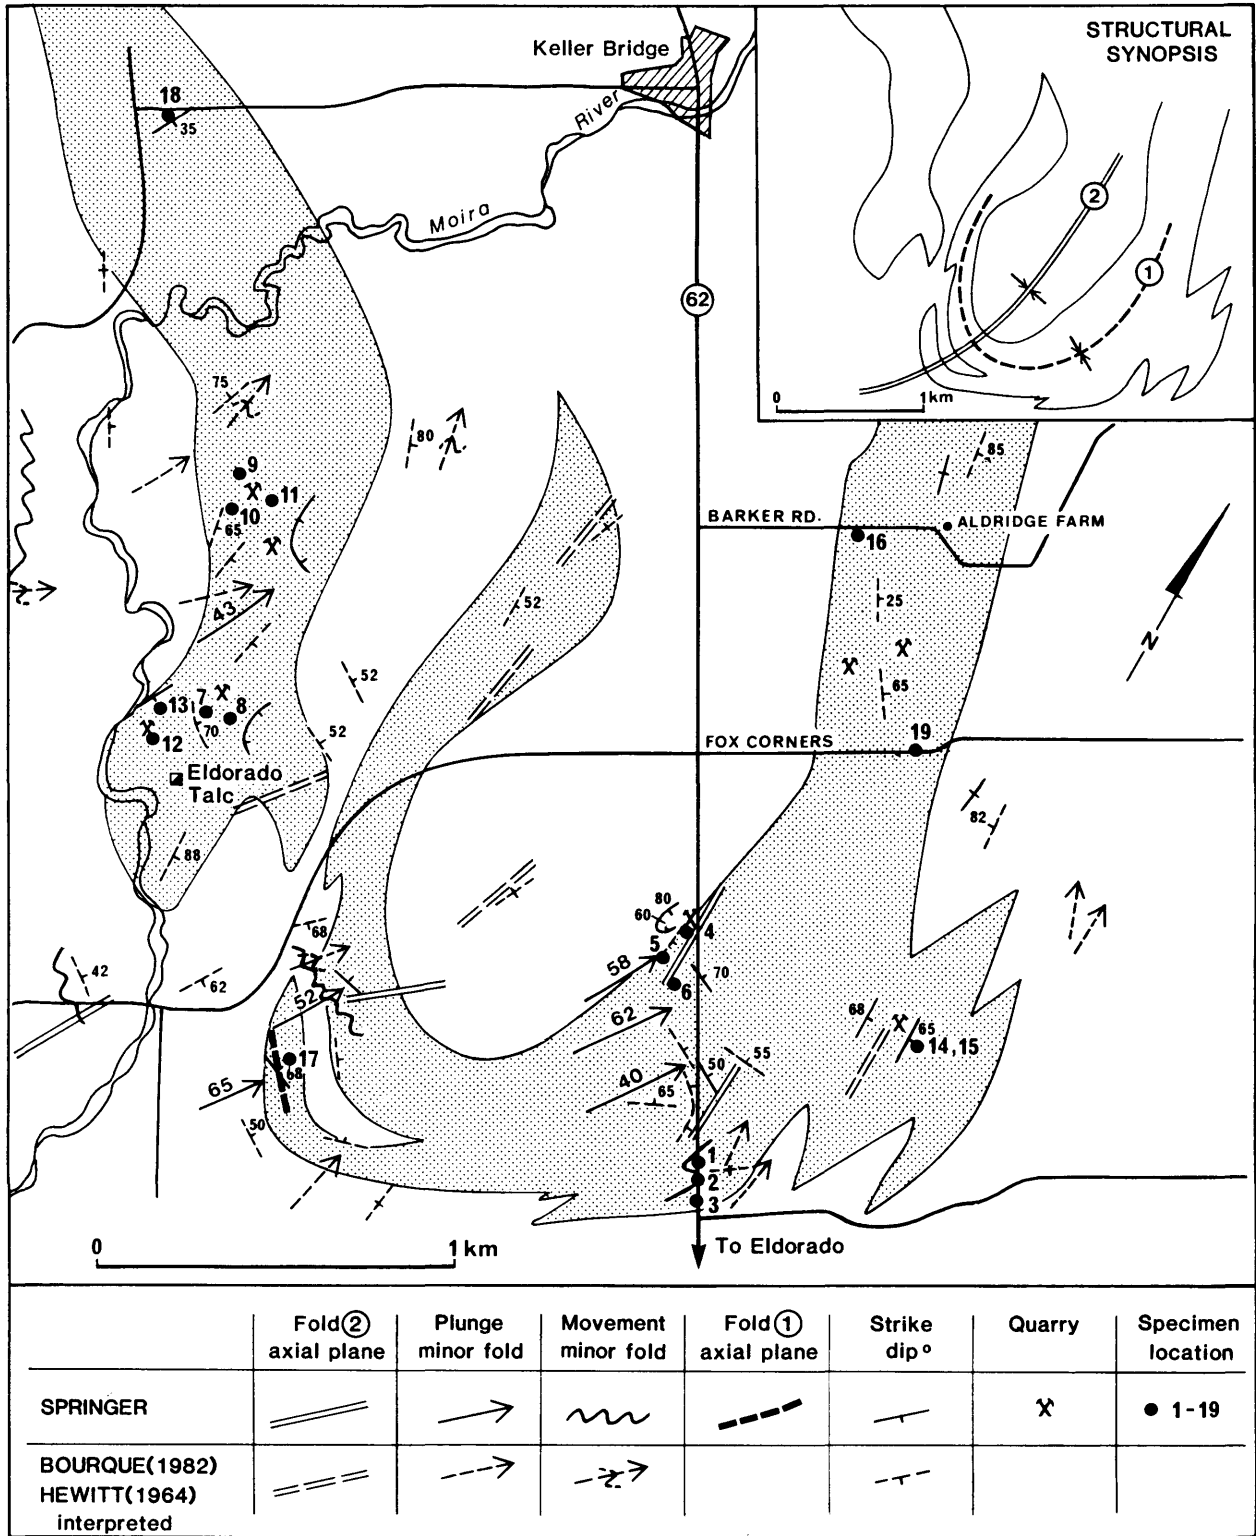 Keller Bridge
STRUCTURAL
SYNOPSIS
2
1
0
1km
18
35
River
Moira
62
75
80
9
11
10
65
43
52
52
52
13
7
8
70
12
Eldorado
Talc
88
85
BARKER RD.
ALDRIDGE FARM
16
25
65
19
FOX CORNERS
N
82
80
60
4
5
58
6
70
62
68
65
14,15
42
62
68
52
17
68
65
50
40
65
50
55
1
2
3
0
1km
To Eldorado
Fold 2
axial plane
Plunge
minor fold
Movement
minor fold
Fold 1
axial plane
Strike
dip°
Quarry
Specimen
location
SPRINGER
1-19
BOURQUE(1982)
HEWITT(1964)
interpreted